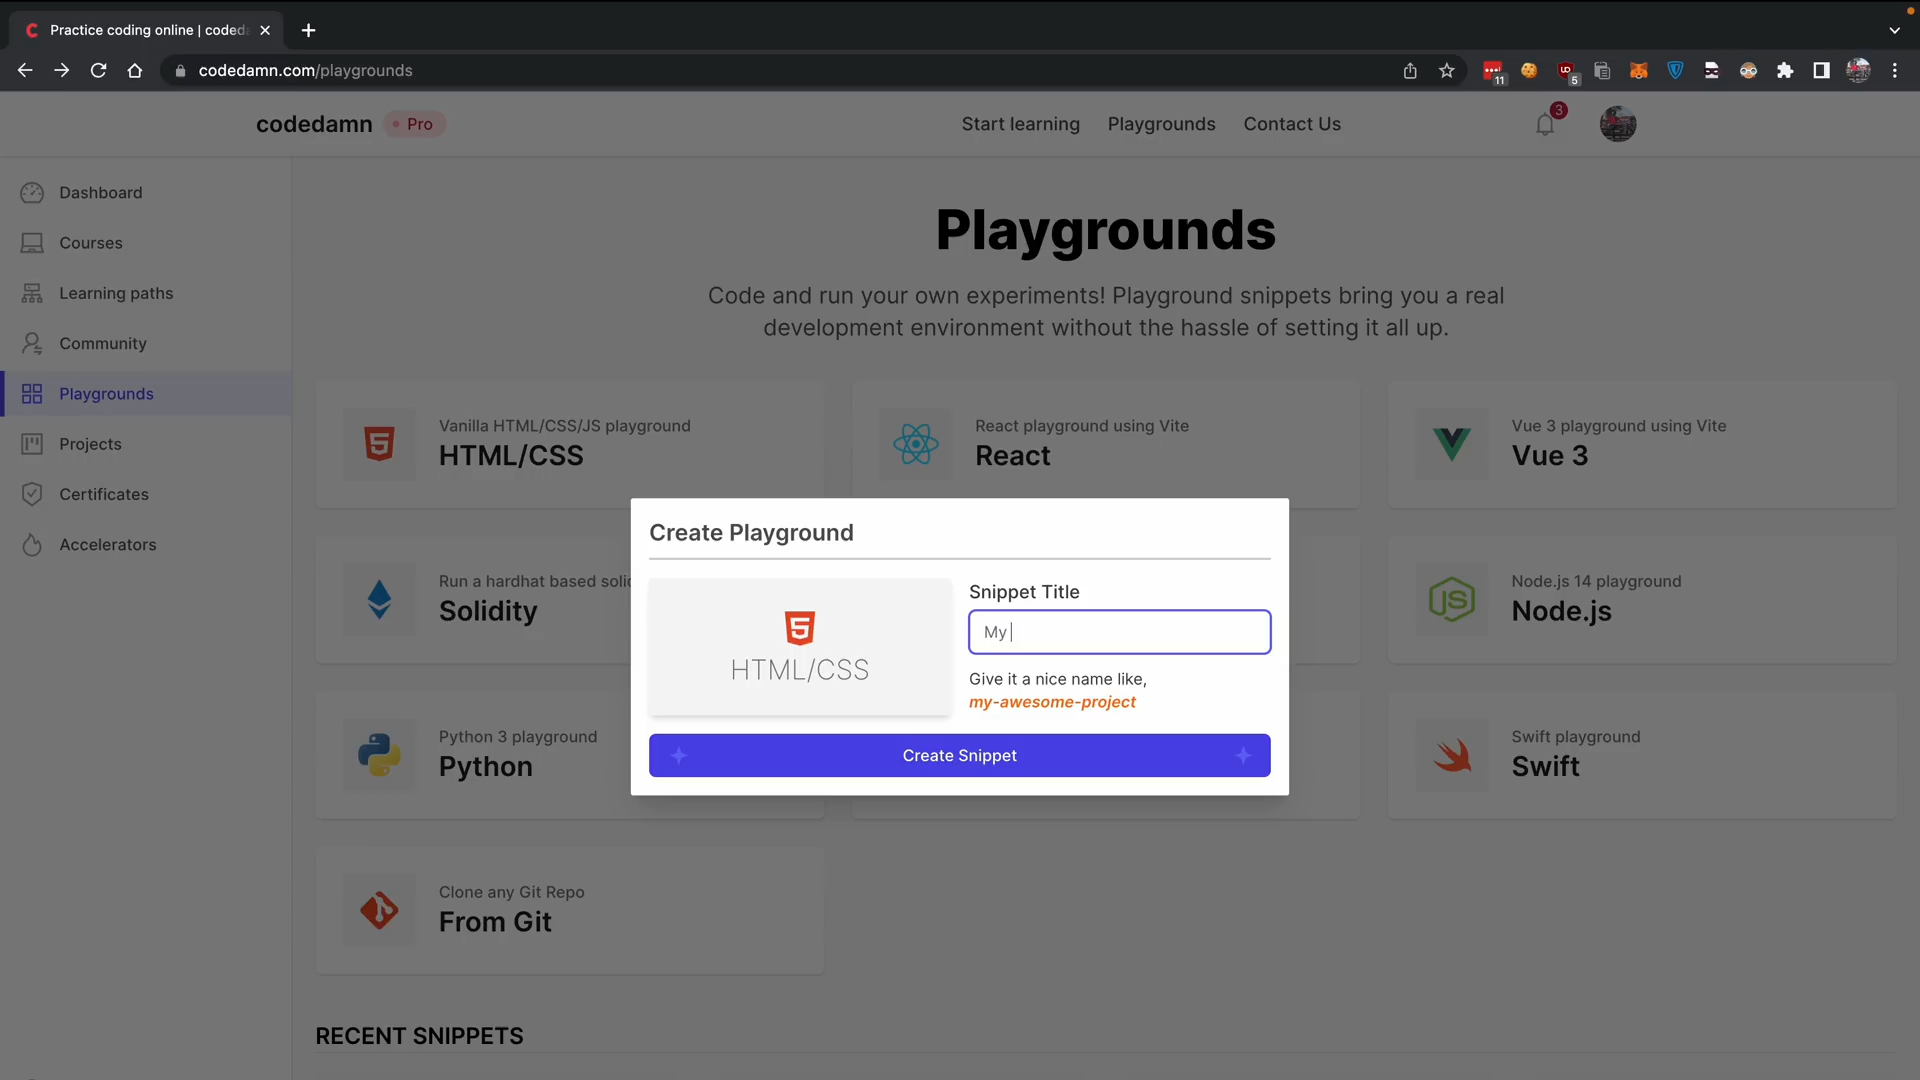 Practice coding online | coded
codedamn.com/playgrounds
11
5
codedamn
Pro
Start learning
Playgrounds
Contact Us
3
Dashboard
Courses
Learning paths
Community
Playgrounds
Projects
Certificates
Accelerators
Playgrounds
Code and run your own experiments! Playground snippets bring you a real
development environment without the hassle of setting it all up.
Vanilla HTML/CSS/JS playground
HTML/CSS
React playground using Vite
React
Vue 3 playground using Vite
Vue 3
Run a hardhat based solid
Solidity
Node.js 14 playground
Node.js
Python 3 playground
Python
Swift playground
Swift
Clone any Git Repo
From Git
Create Playground
HTML/CSS
Snippet Title
My
Give it a nice name like,
my-awesome-project
Create Snippet
RECENT SNIPPETS